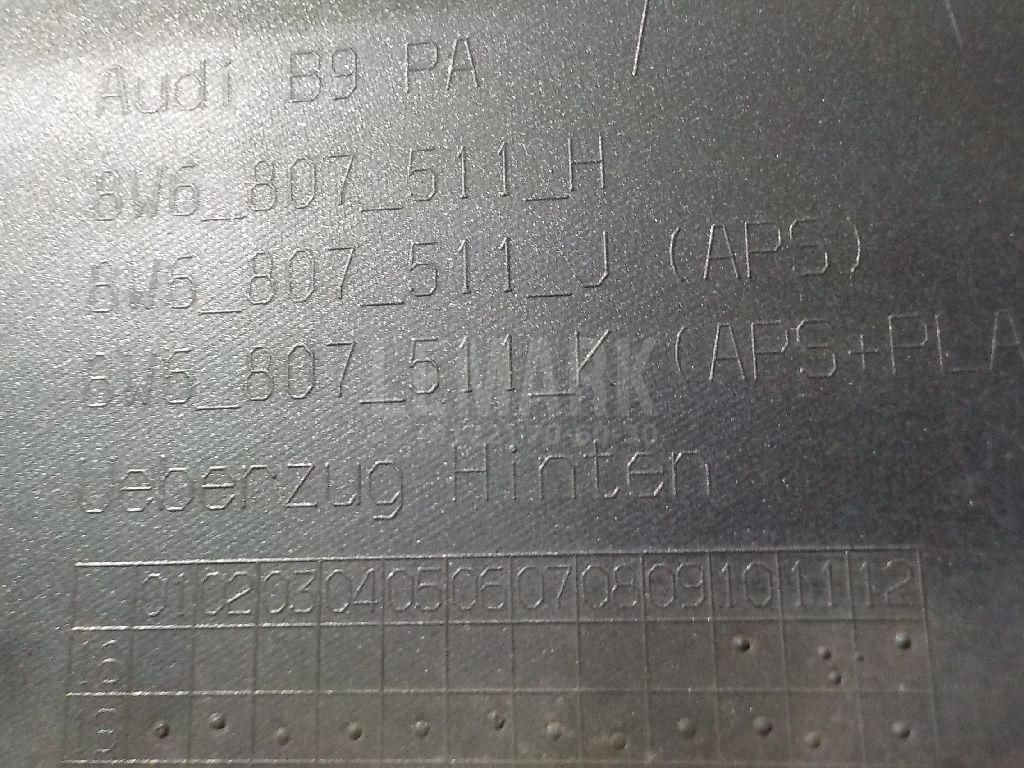 Audi B9 PA
8W6_807_511_H
8W6_807_511_J (APS)
8W6_807_511_K (APS+PLA
Ueberzug Hinten
01 02 03 04 05 06 07 08 09 10 11 12